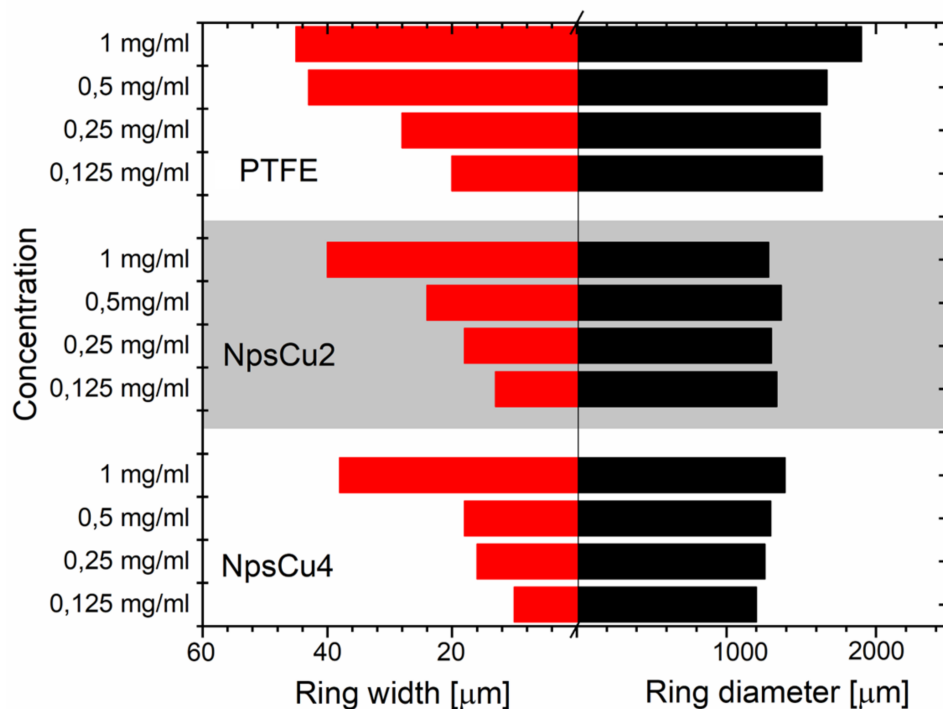 1 mg/ml
0,5 mg/ml
0,25 mg/ml
0,125 mg/ml
PTFE
1 mg/ml
0,5mg/ml
0,25 mg/ml
0,125 mg/ml
NpsCu2
1 mg/ml
0,5 mg/ml
0,25 mg/ml
0,125 mg/ml
NpsCu4
Concentration
60 40 20 1000 2000
Ring width [μm] Ring diameter [μm]